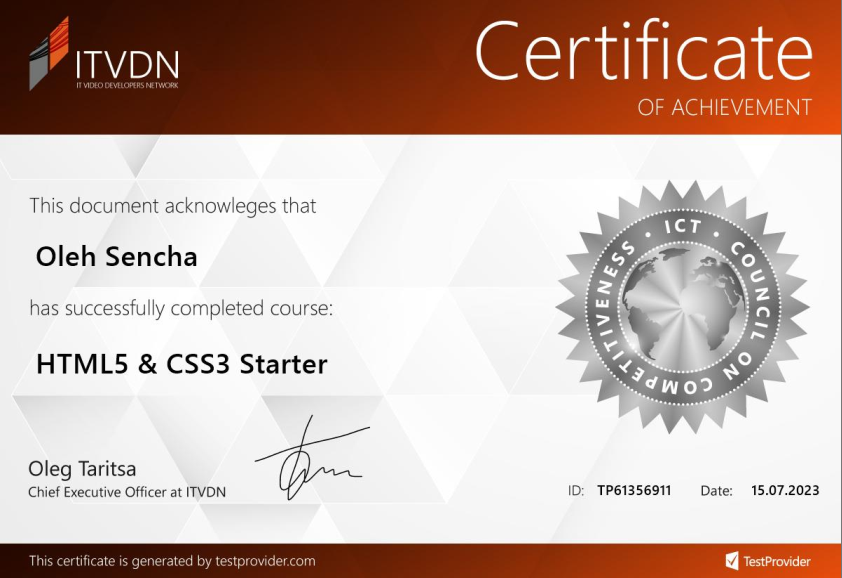 ITVDN
IT VIDEO DEVELOPERS NETWORK
Certificate
OF ACHIEVEMENT
This document acknowleges that
Oleh Sencha
has successfully completed course:
HTML5 & CSS3 Starter
ICT • COUNCIL ON COMPETITIVENESS •
Oleg Taritsa
Chief Executive Officer at ITVDN
ID: TP61356911 Date: 15.07.2023
This certificate is generated by testprovider.com
TestProvider